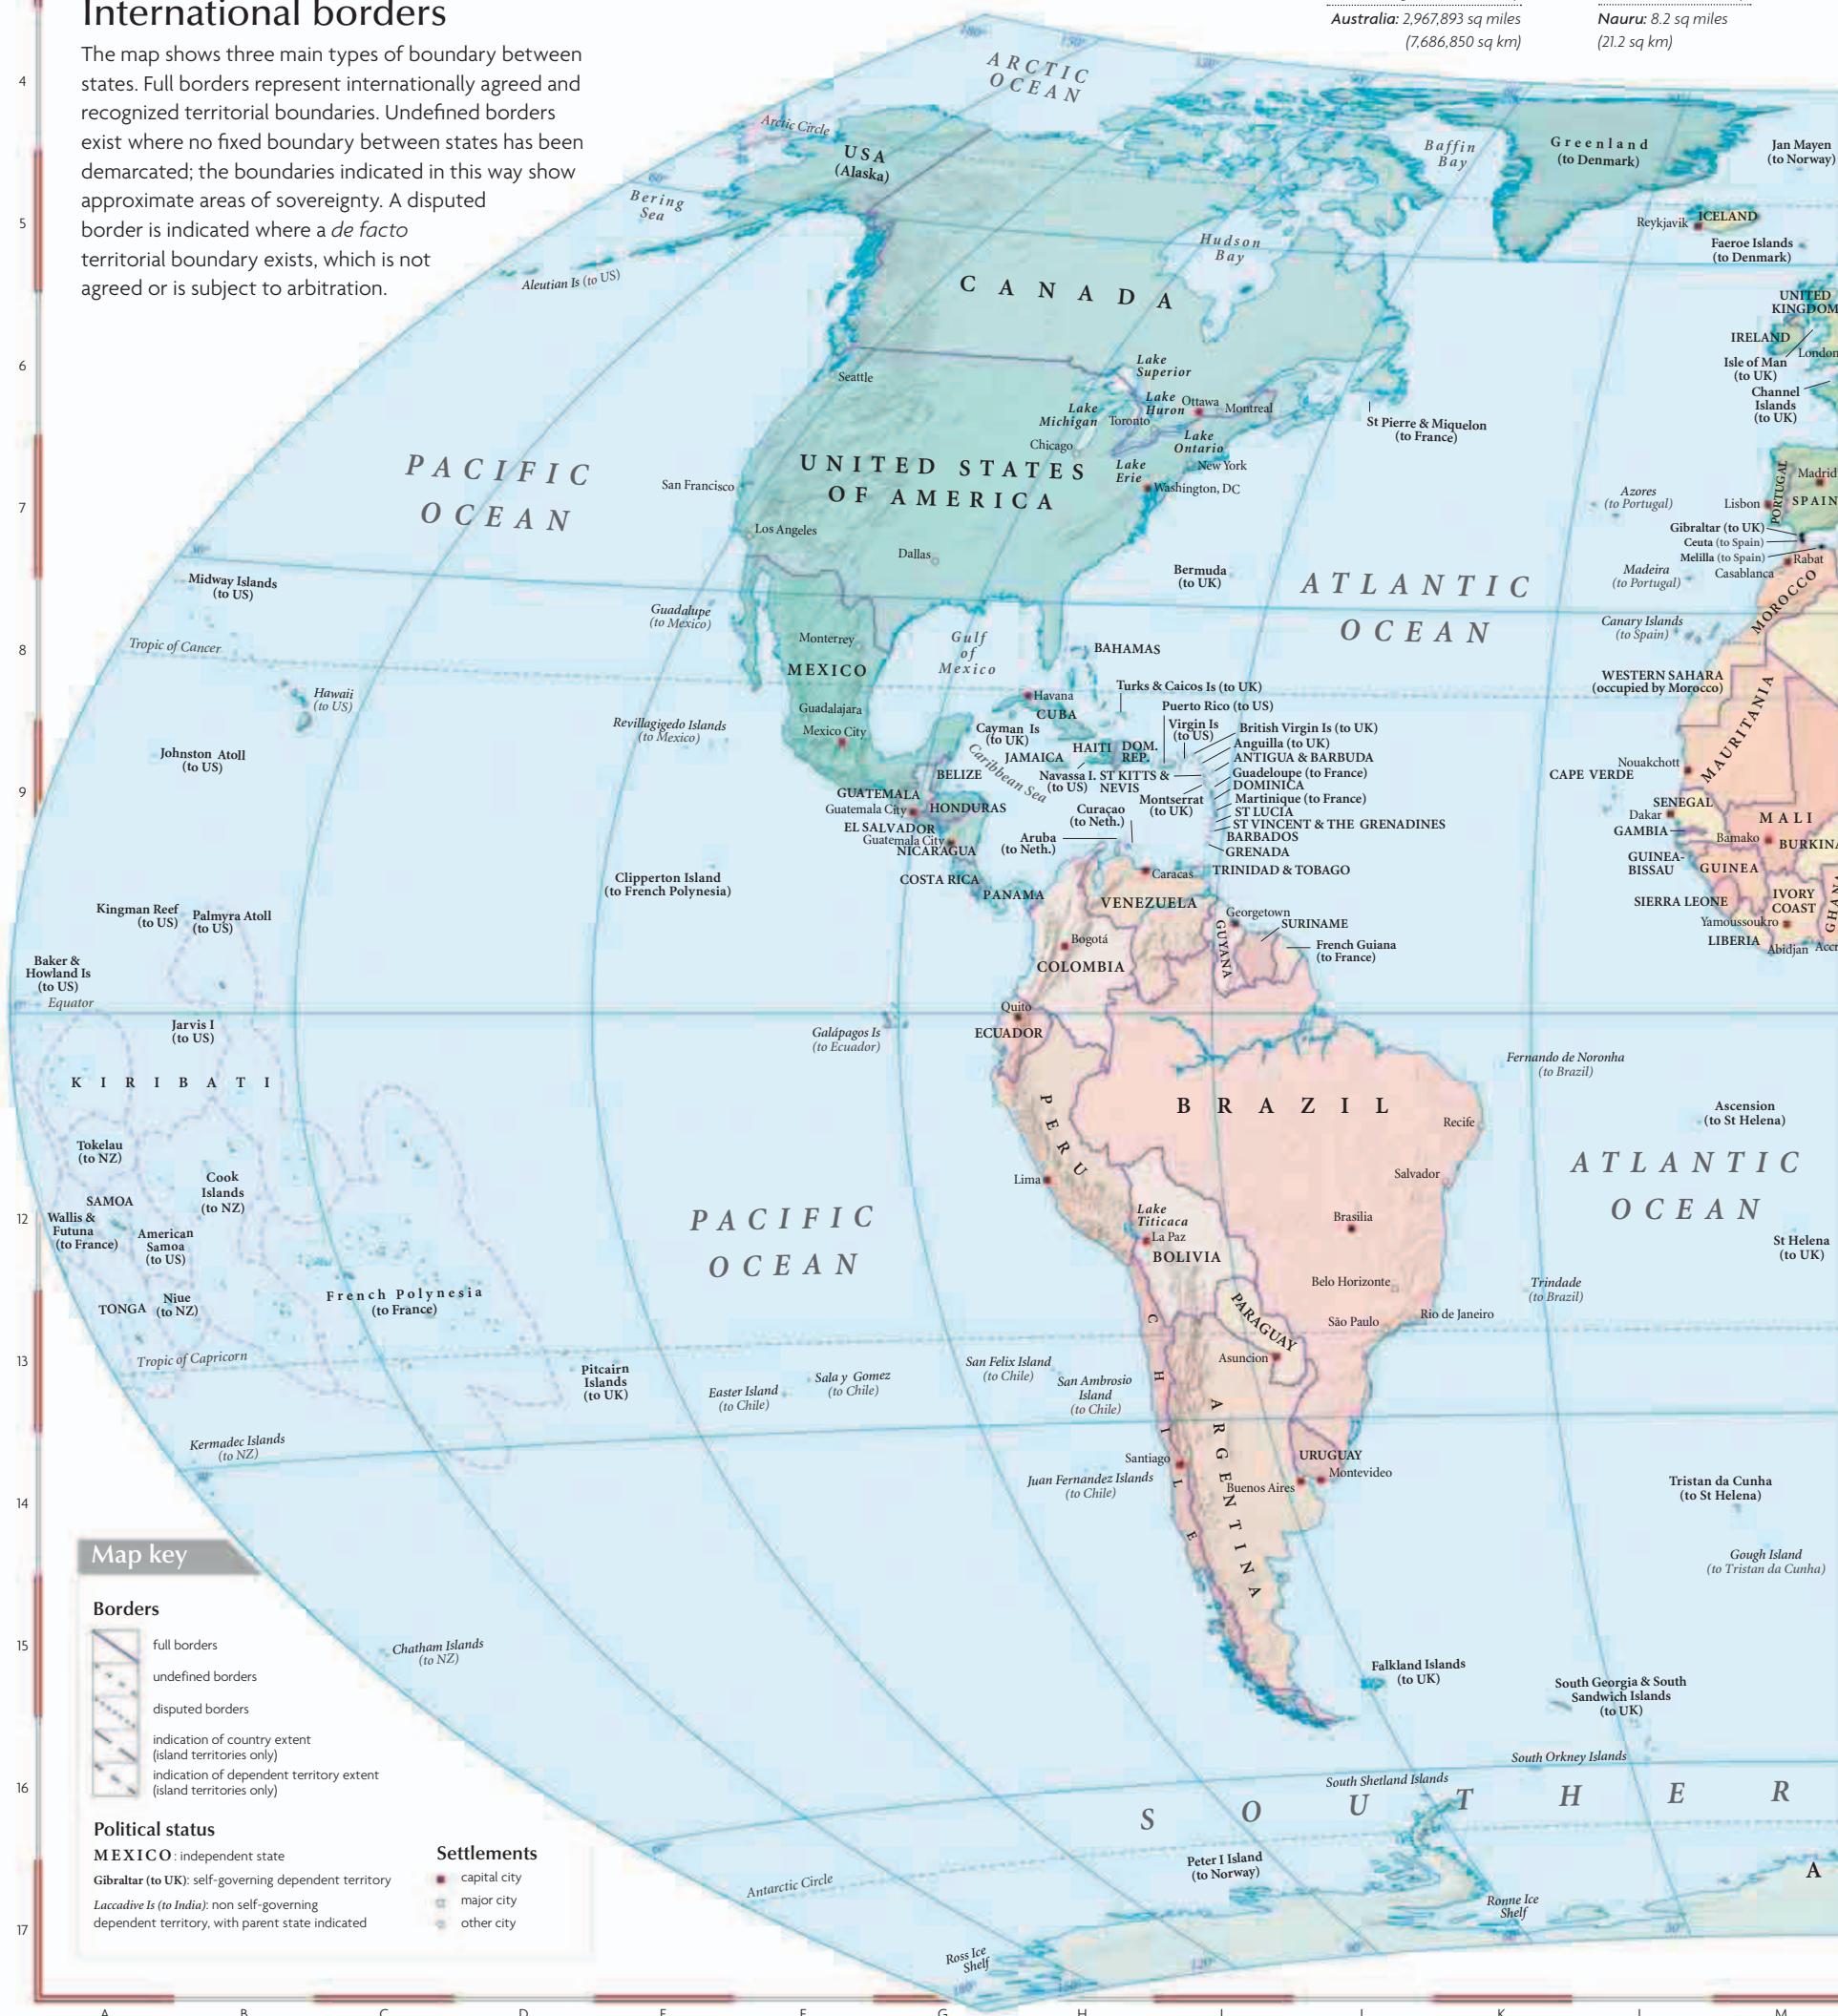 International borders
The map shows three main types of boundary between
states. Full borders represent internationally agreed and
recognized territorial boundaries. Undefined borders
exist where no fixed boundary between states has been
demarcated; the boundaries indicated in this way show
approximate areas of sovereignty. A disputed
border is indicated where a de facto
territorial boundary exists, which is not
agreed or is subject to arbitration.
Australia: 2,967,893 sq miles
(7,686,850 sq km)
Nauru: 8.2 sq miles
(21.2 sq km)
4
5
6
7
8
9
12
13
14
15
16
17
ARCTIC
OCEAN
Arctic Circle
USA
(Alaska)
Bering
Sea
Aleutian Is (to US)
Baffin
Bay
Greenland
(to Denmark)
Jan Mayen
(to Norway)
Reykjavik
ICELAND
Faeroe Islands
(to Denmark)
Hudson
Bay
CANADA
UNITED
KINGDOM
IRELAND
London
Isle of Man
(to UK)
Channel
Islands
(to UK)
Seattle
Lake
Superior
Lake
Huron
Ottawa
Montreal
Lake
Michigan
Toronto
Chicago
Lake
Ontario
Lake
Erie
New York
Washington, DC
St Pierre & Miquelon
(to France)
PACIFIC
OCEAN
UNITED STATES
OF AMERICA
San Francisco
Los Angeles
Dallas
Azores
(to Portugal)
Lisbon
PORTUGAL
Madrid
SPAIN
Gibraltar (to UK)
Ceuta (to Spain)
Melilla (to Spain)
Rabat
Casablanca
Madeira
(to Portugal)
MOROCCO
Midway Islands
(to US)
Bermuda
(to UK)
ATLANTIC
OCEAN
Guadalupe
(to Mexico)
Canary Islands
(to Spain)
Tropic of Cancer
Monterrey
MEXICO
Gulf
of
Mexico
BAHAMAS
WESTERN SAHARA
(occupied by Morocco)
Hawaii
(to US)
Guadalajara
Mexico City
Havana
CUBA
Turks & Caicos Is (to UK)
Puerto Rico (to US)
Revillagigedo Islands
(to Mexico)
Cayman Is
(to UK)
Virgin Is
(to US)
British Virgin Is (to UK)
Anguilla (to UK)
JAMAICA
HAITI
DOM.
REP.
ANTIGUA & BARBUDA
Johnston Atoll
(to US)
BELIZE
Caribbean Sea
Navassa I.
(to US)
ST KITTS &
NEVIS
Guadeloupe (to France)
DOMINICA
Montserrat
(to UK)
Martinique (to France)
ST LUCIA
GUATEMALA
Guatemala City
HONDURAS
Curaçao
(to Neth.)
ST VINCENT & THE GRENADINES
EL SALVADOR
Guatemala City
NICARAGUA
Aruba
(to Neth.)
BARBADOS
GRENADA
CAPE VERDE
Nouakchott
MAURITANIA
SENEGAL
Dakar
GAMBIA
MALI
Bamako
BURKINA
GUINEA-
BISSAU
GUINEA
SIERRA LEONE
IVORY
COAST
Yamoussoukro
LIBERIA
Abidjan
Accr
GHANA
COSTA RICA
PANAMA
Caracas
TRINIDAD & TOBAGO
VENEZUELA
Clipperton Island
(to French Polynesia)
Georgetown
SURINAME
GUYANA
French Guiana
(to France)
Kingman Reef
(to US)
Palmyra Atoll
(to US)
Bogotá
COLOMBIA
Baker &
Howland Is
(to US)
Equator
Quito
ECUADOR
Galápagos Is
(to Ecuador)
Jarvis I
(to US)
KIRIBATI
Fernando de Noronha
(to Brazil)
BRAZIL
PERU
Recife
Ascension
(to St Helena)
Tokelau
(to NZ)
Cook
Islands
(to NZ)
Lima
Salvador
ATLANTIC
OCEAN
SAMOA
Wallis &
Futuna
(to France)
American
Samoa
(to US)
PACIFIC
OCEAN
Lake
Titicaca
La Paz
BOLIVIA
Brasilia
St Helena
(to UK)
TONGA
Niue
(to NZ)
French Polynesia
(to France)
Belo Horizonte
Trindade
(to Brazil)
PARAGUAY
São Paulo
Rio de Janeiro
Tropic of Capricorn
Asuncion
Pitcairn
Islands
(to UK)
Easter Island
(to Chile)
Sala y Gomez
(to Chile)
San Felix Island
(to Chile)
San Ambrosio
Island
(to Chile)
CHILE
ARGENTINA
Kermadec Islands
(to NZ)
Santiago
URUGUAY
Montevideo
Juan Fernandez Islands
(to Chile)
Buenos Aires
Tristan da Cunha
(to St Helena)
Gough Island
(to Tristan da Cunha)
Chatham Islands
(to NZ)
Falkland Islands
(to UK)
South Georgia & South
Sandwich Islands
(to UK)
South Orkney Islands
South Shetland Islands
SOUTHER
Peter I Island
(to Norway)
Antarctic Circle
Ronne Ice
Shelf
Ross Ice
Shelf
A
Map key
Borders
full borders
undefined borders
disputed borders
indication of country extent
(island territories only)
indication of dependent territory extent
(island territories only)
Political status
MEXICO: independent state
Gibraltar (to UK): self-governing dependent territory
Laccadive Is (to India): non self-governing
dependent territory, with parent state indicated
Settlements
capital city
major city
other city